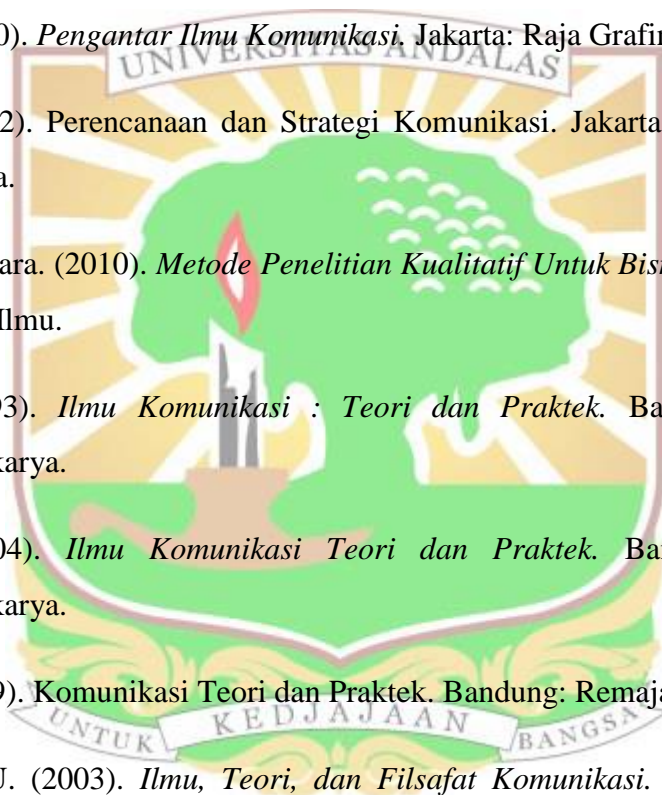 0). Pengantar Ilmu Komunikasi. Jakarta: Raja Grafin
UNIVERSITAS ANDALAS
2). Perencanaan dan Strategi Komunikasi. Jakarta
a.
ara. (2010). Metode Penelitian Kualitatif Untuk Bisn
Ilmu.
93). Ilmu Komunikasi : Teori dan Praktek. Ba
karya.
04). Ilmu Komunikasi Teori dan Praktek. Ba
karya.
9). Komunikasi Teori dan Praktek. Bandung: Remaja
UNTUK KEDJAJAAN BANGSA
U. (2003). Ilmu, Teori, dan Filsafat Komunikasi.